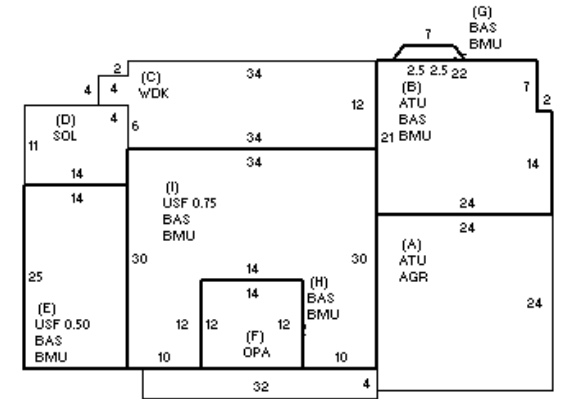 (G)
BAS
BMU
7
2
(C)
WDK
34
2.5 2.5 22
(B)
ATU
BAS
BMU
7
2
4
4
12
(D)
SOL
4
6
11
34
21
34
14
14
14
(I)
USF 0.75
BAS
BMU
24
24
(A)
ATU
AGR
30
30
25
14
14
(H)
BAS
BMU
24
(E)
USF 0.50
BAS
BMU
12
12
12
(F)
OPA
10
10
32
4